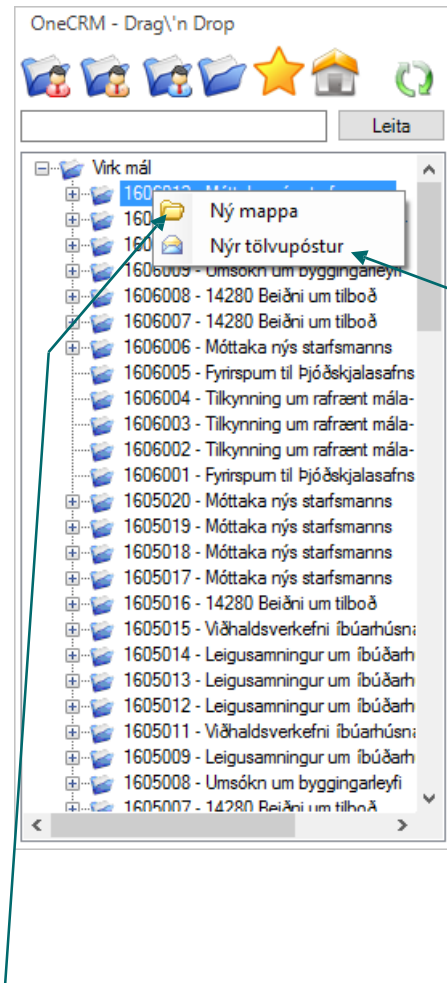 OneCRM - Drag\'n Drop
Leita
Virk mál
Ný mappa
Nýr tölvupóstur
1606009 - Umsókn um byggingarleyfi
1606008 - 14280 Beiðni um tilboð
1606007 - 14280 Beiðni um tilboð
1606006 - Móttaka nýs starfsmanns
1606005 - Fyrirspurn til Þjóðskjalasafns
1606004 - Tilkynning um rafrænt mála-
1606003 - Tilkynning um rafrænt mála-
1606002 - Tilkynning um rafrænt mála-
1606001 - Fyrirspurn til Þjóðskjalasafns
1605020 - Móttaka nýs starfsmanns
1605019 - Móttaka nýs starfsmanns
1605018 - Móttaka nýs starfsmanns
1605017 - Móttaka nýs starfsmanns
1605016 - 14280 Beiðni um tilboð
1605015 - Viðhaldsverkefni íbúarhúsna
1605014 - Leigusamningur um íbúðarh
1605013 - Leigusamningur um íbúðarh
1605012 - Leigusamningur um íbúðarh
1605011 - Viðhaldsverkefni íbúarhúsna
1605009 - Leigusamningur um íbúðarh
1605008 - Umsókn um byggingarleyfi
1605007 - 14280 Beiðni um tilboð